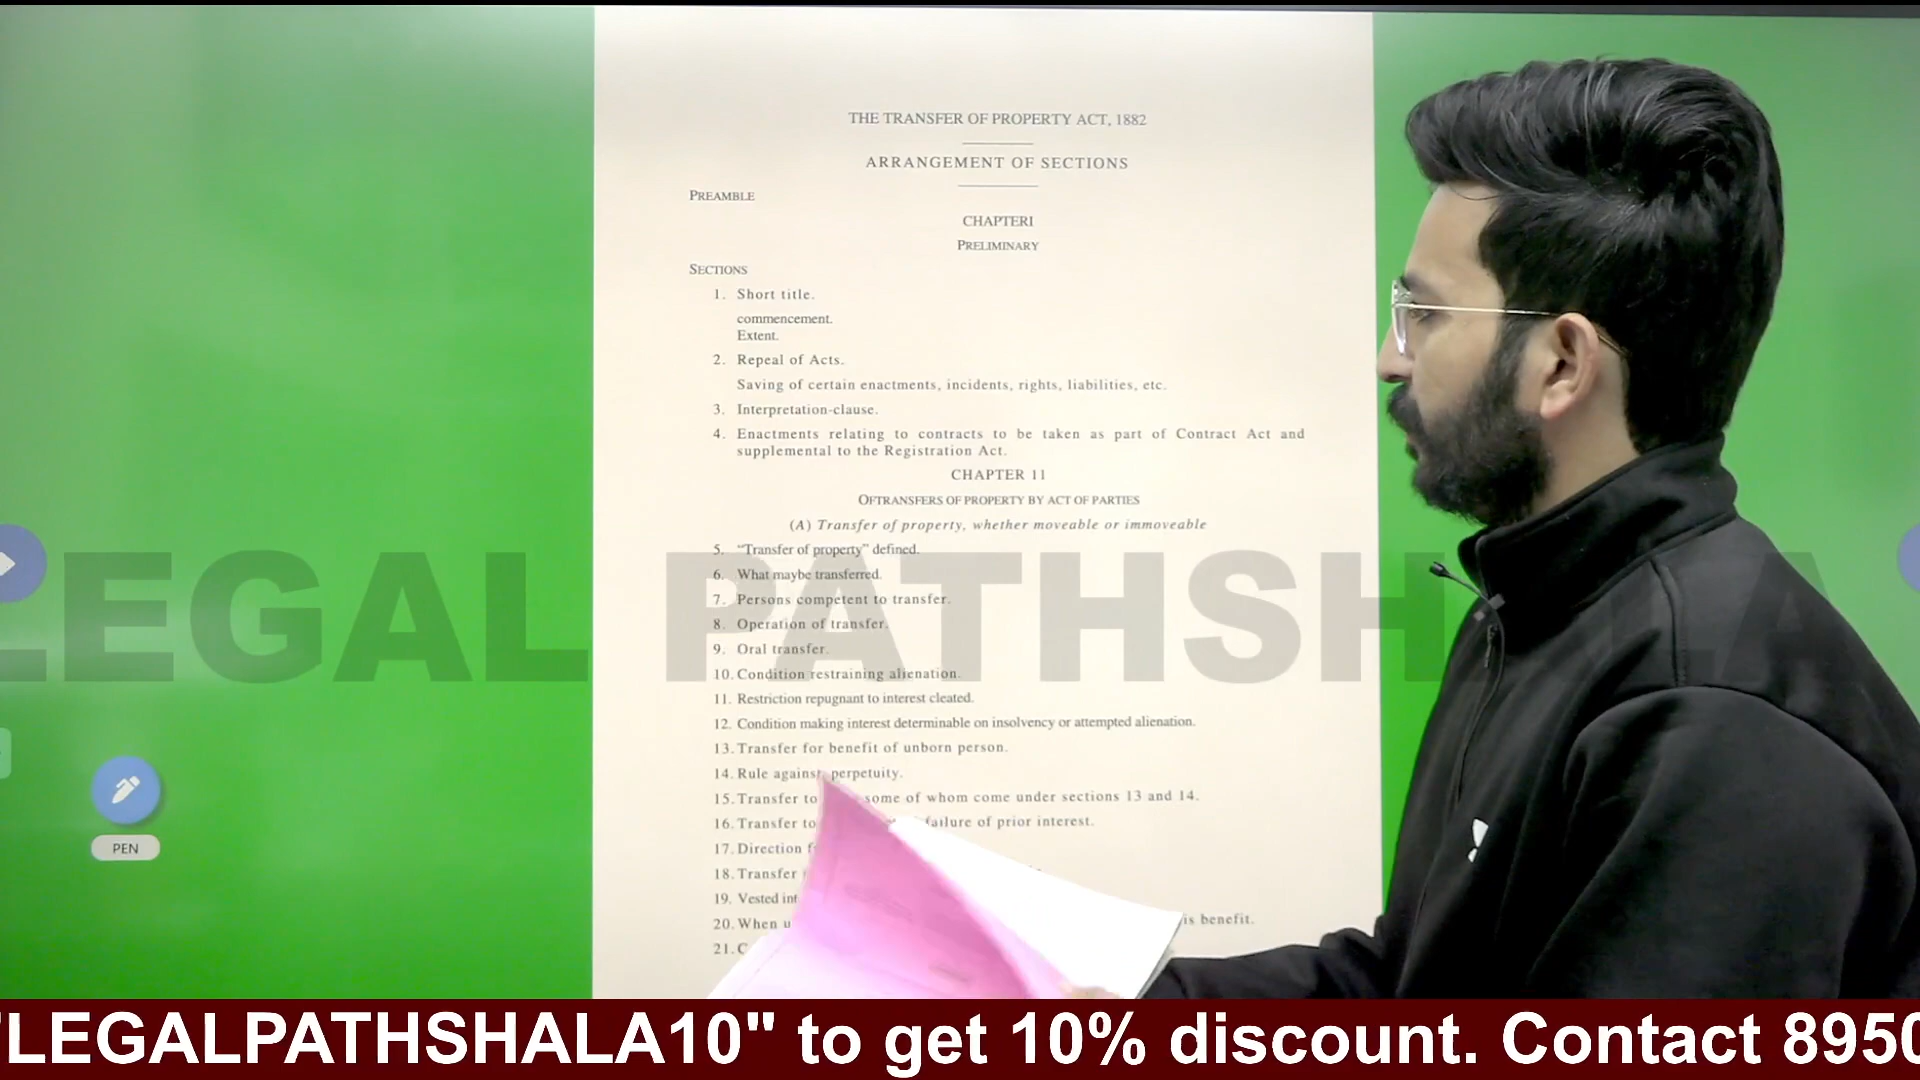 THE TRANSFER OF PROPERTY ACT, 1882
ARRANGEMENT OF SECTIONS
PREAMBLE
CHAPTERI
PRELIMINARY
SECTIONS
1. Short title.
commencement.
Extent.
2. Repeal of Acts.
Saving of certain enactments, incidents, rights, liabilities, etc.
3. Interpretation-clause.
4. Enactments relating to contracts to be taken as part of Contract Act and
supplemental to the Registration Act.
CHAPTER 11
OFTRANSFERS OF PROPERTY BY ACT OF PARTIES
(A) Transfer of property, whether moveable or immoveable
5. “Transfer of property” defined.
6. What maybe transferred.
7. Persons competent to transfer.
8. Operation of transfer.
9. Oral transfer.
10. Condition restraining alienation.
11. Restriction repugnant to interest cleated.
12. Condition making interest determinable on insolvency or attempted alienation.
13. Transfer for benefit of unborn person.
14. Rule against perpetuity.
15. Transfer to some of whom come under sections 13 and 14.
16. Transfer to failure of prior interest.
17. Direction
18. Transfer
19. Vested
20. When benefit.
21.
LEGAL PATHSHALA
PEN
"LEGALPATHSHALA10" to get 10% discount. Contact 8950